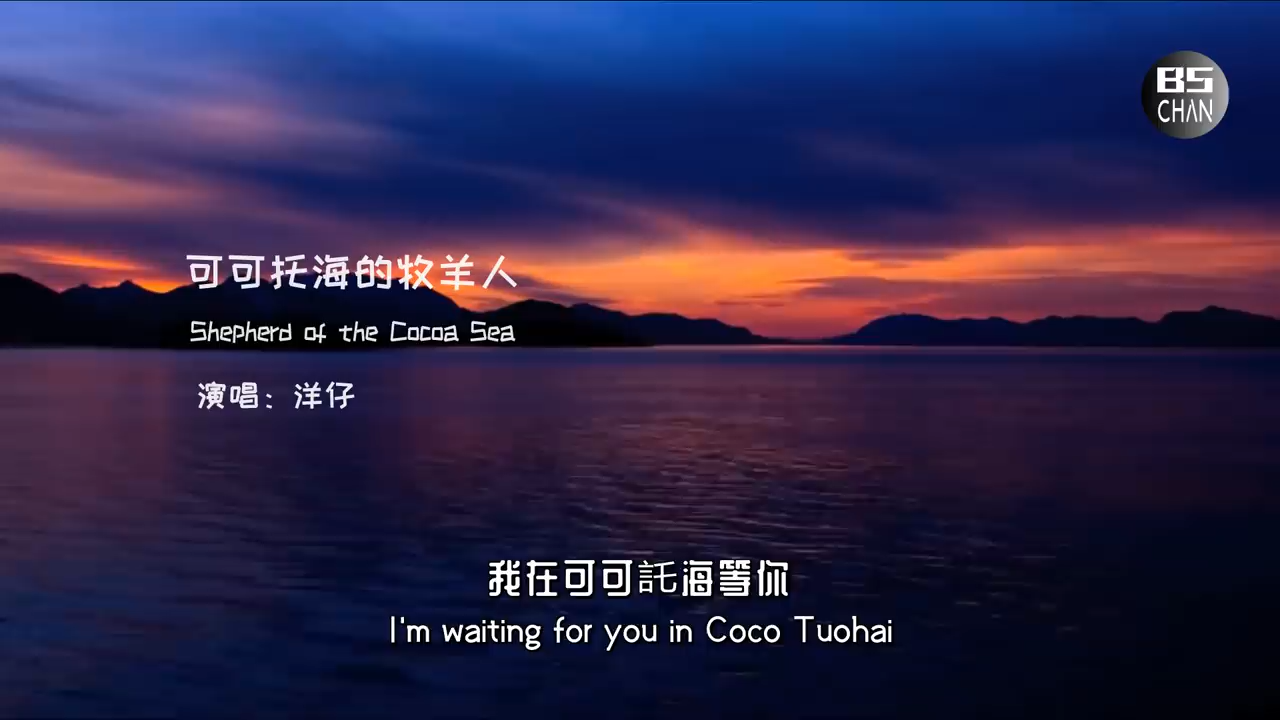 BS
CHAN
可可托海的牧羊人
Shepherd of the Cocoa Sea
演唱：洋仔
我在可可託海等你
I'm waiting for you in Coco Tuohai